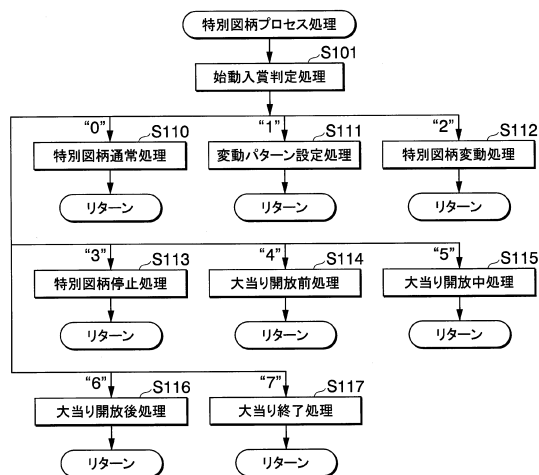 特別図柄プロセス処理
S101
始動入賞判定処理
“0”
S110
特別図柄通常処理
リターン
“1”
S111
変動パターン設定処理
リターン
“2”
S112
特別図柄変動処理
リターン
“3”
S113
特別図柄停止処理
リターン
“4”
S114
大当り開放前処理
リターン
“5”
S115
大当り開放中処理
リターン
“6”
S116
大当り開放後処理
リターン
“7”
S117
大当り終了処理
リターン